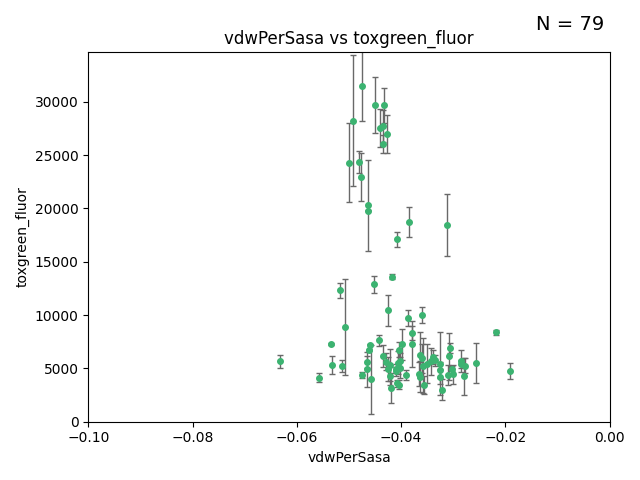 N = 79
vdwPerSasa vs toxgreen_fluor
30000
25000
20000
15000
10000
5000
0
toxgreen_fluor
−0.10 −0.08 −0.06 −0.04 −0.02 0.00
vdwPerSasa